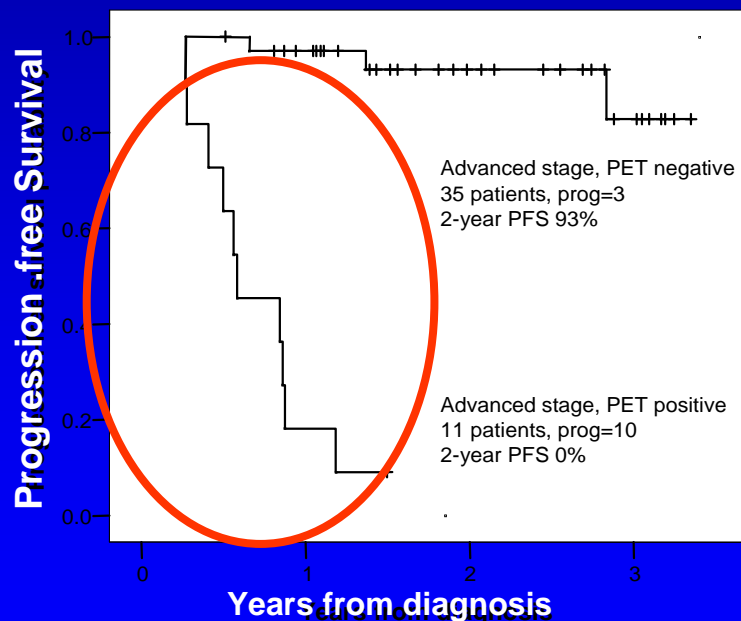 Progression-free Survival
1.0
0.8
0.6
0.4
0.2
0.0
Advanced stage, PET negative
35 patients, prog=3
2-year PFS 93%
Advanced stage, PET positive
11 patients, prog=10
2-year PFS 0%
0 1 2 3
Years from diagnosis